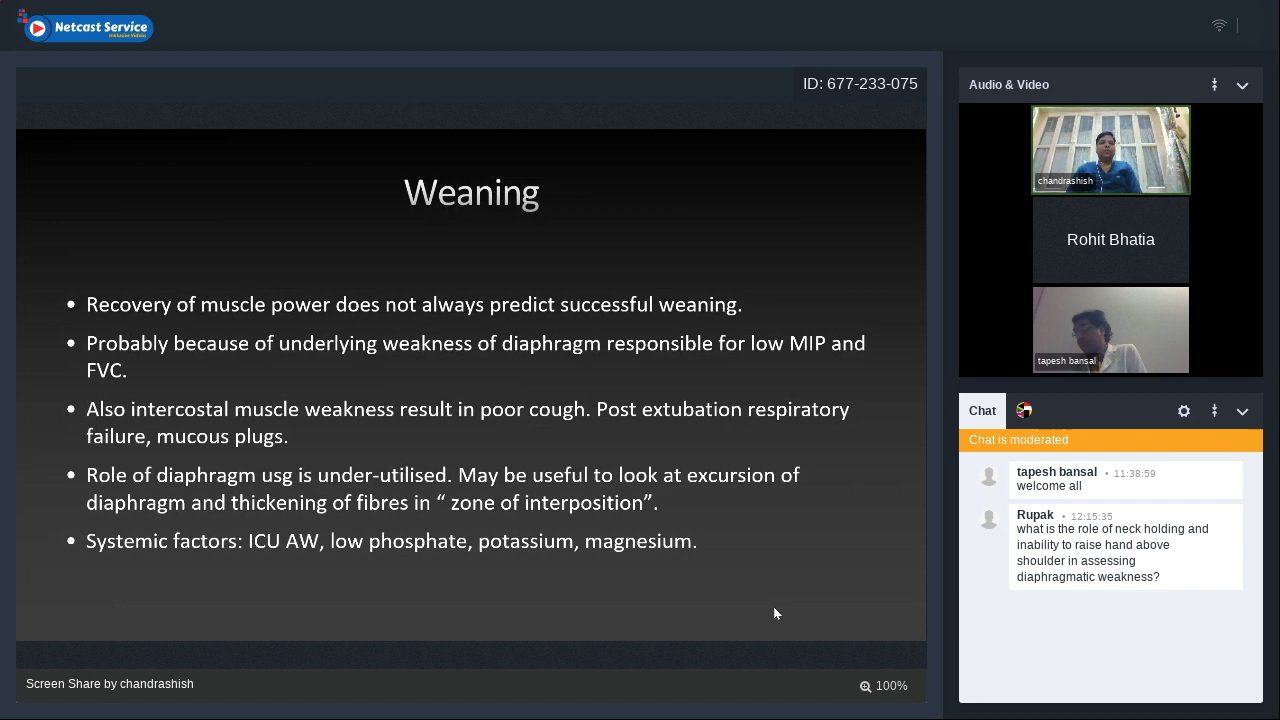 Netcast Service
ID: 677-233-075
Weaning
• Recovery of muscle power does not always predict successful weaning.
• Probably because of underlying weakness of diaphragm responsible for low MIP and
FVC.
• Also intercostal muscle weakness result in poor cough. Post extubation respiratory
failure, mucous plugs.
• Role of diaphragm usg is under-utilised. May be useful to look at excursion of
diaphragm and thickening of fibres in “ zone of interposition”.
• Systemic factors: ICU AW, low phosphate, potassium, magnesium.
Screen Share by chandrashish
100%
Audio & Video
chandrashish
Rohit Bhatia
tapesh bansal
Chat
Chat is moderated
tapesh bansal • 11:38:59
welcome all
Rupak • 12:15:35
what is the role of neck holding and
inability to raise hand above
shoulder in assessing
diaphragmatic weakness?